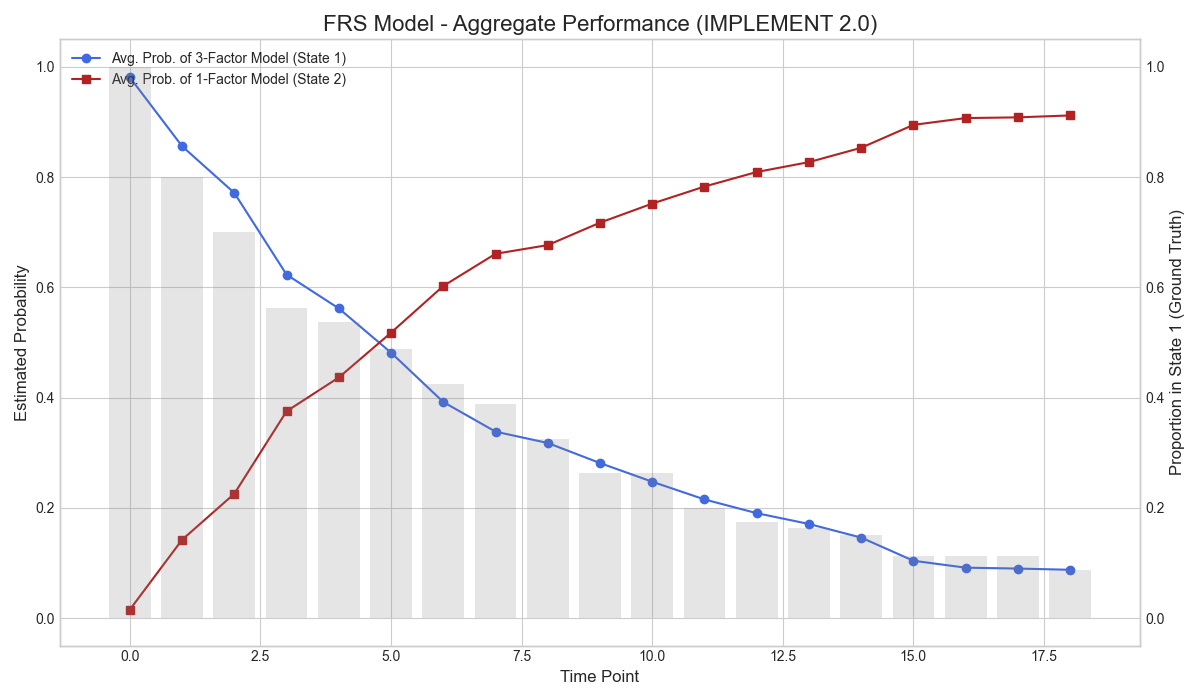 FRS Model - Aggregate Performance (IMPLEMENT 2.0)
Avg. Prob. of 3-Factor Model (State 1)
Avg. Prob. of 1-Factor Model (State 2)
Estimated Probability
1.0
0.8
0.6
0.4
0.2
0.0
1.0
0.8
0.6
0.4
0.2
0.0
Proportion in State 1 (Ground Truth)
0.0 2.5 5.0 7.5 10.0 12.5 15.0 17.5
Time Point